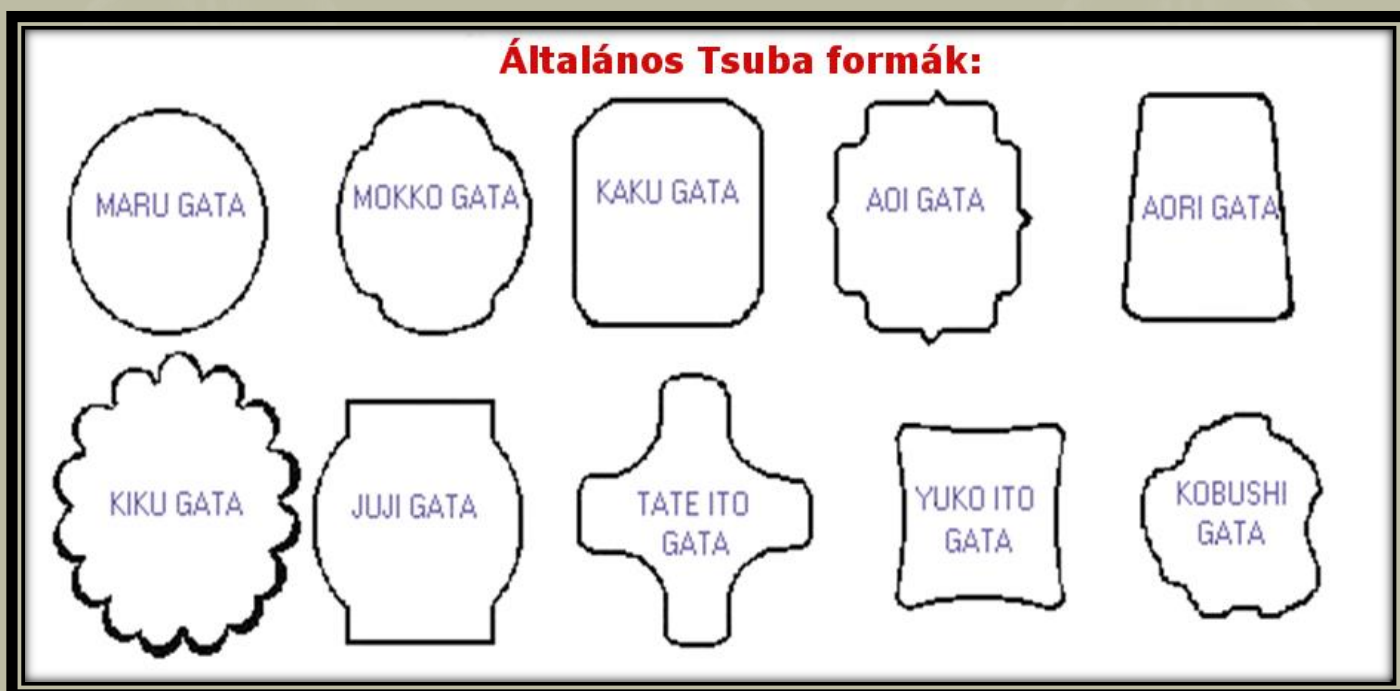 Általános Tsuba formák:
MARU GATA
MOKKO GATA
KAKU GATA
AOI GATA
AORI GATA
KIKU GATA
JUJI GATA
TATE ITO
GATA
YUKO ITO
GATA
KOBUSHI
GATA